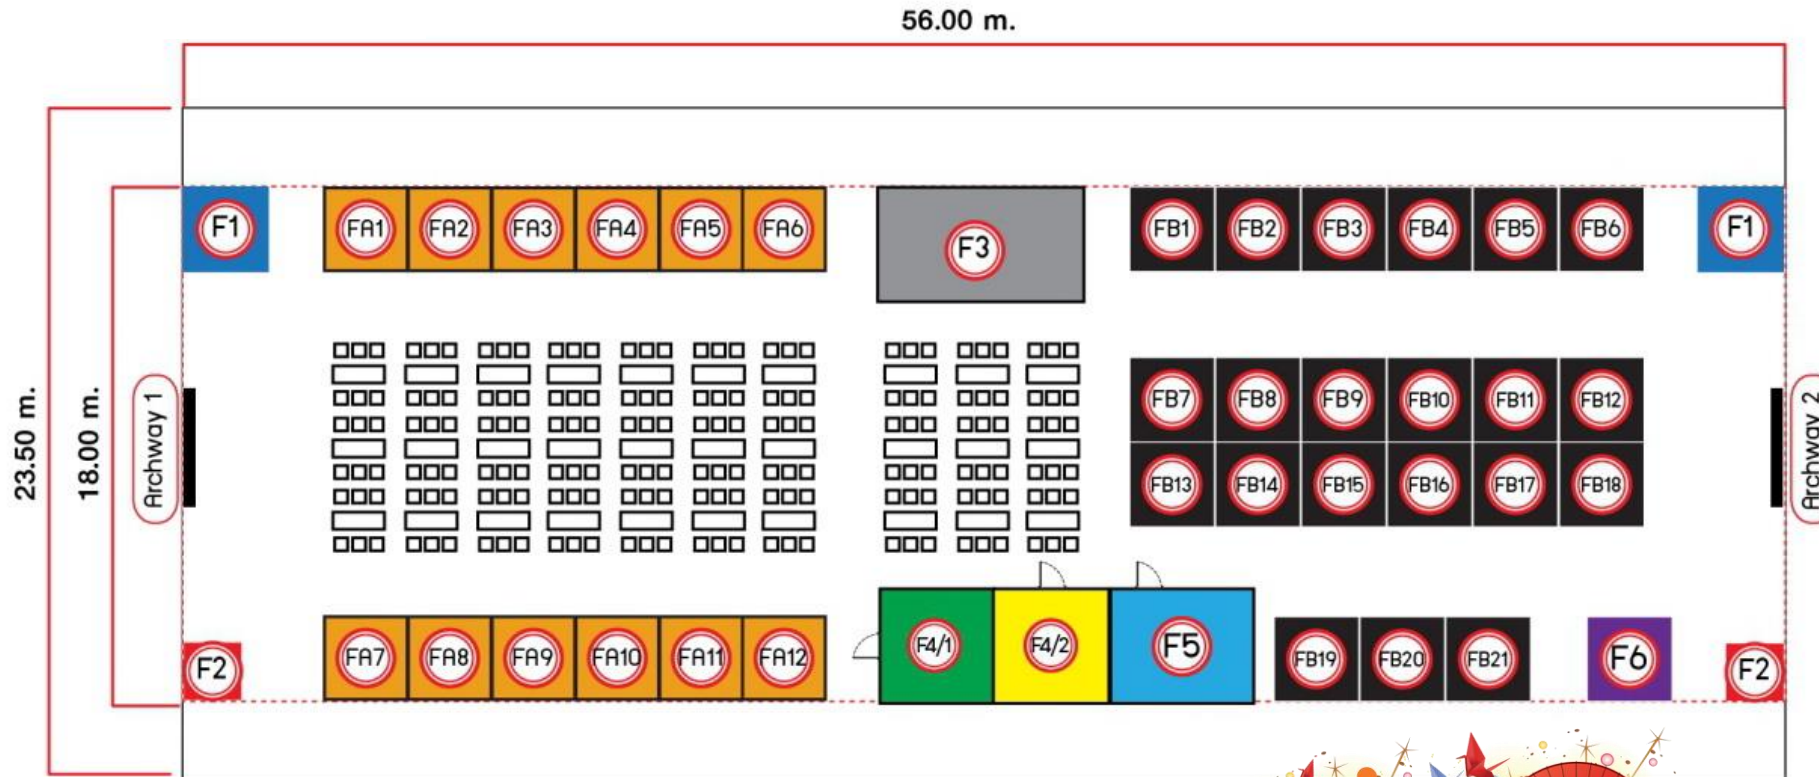 56.00 m.
23.50 m.
18.00 m.
Archway 1
Archway 2
F1
FA1
FA2
FA3
FA4
FA5
FA6
F3
FB1
FB2
FB3
FB4
FB5
FB6
F1
FB7
FB8
FB9
FB10
FB11
FB12
FB13
FB14
FB15
FB16
FB17
FB18
F2
FA7
FA8
FA9
FA10
FA11
FA12
F4/1
F4/2
F5
FB19
FB20
FB21
F6
F2